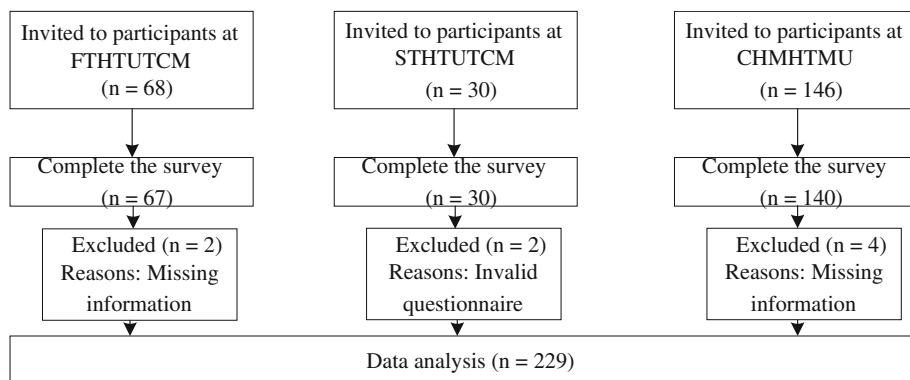 Invited to participants at
FTHTUTCM
(n = 68)
Invited to participants at
STHTUTCM
(n = 30)
Invited to participants at
CHMHTMU
(n = 146)
Complete the survey
(n = 67)
Complete the survey
(n = 30)
Complete the survey
(n = 140)
Excluded (n = 2)
Reasons: Missing
information
Excluded (n = 2)
Reasons: Invalid
questionnaire
Excluded (n = 4)
Reasons: Missing
information
Data analysis (n = 229)